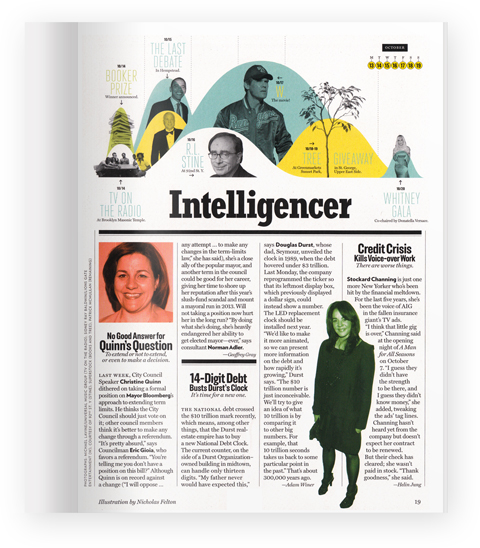 OCTOBER
M T W T F S S
13 14 15 16 17 18 19
10/15
THE LAST
DEBATE
In Hempstead.
10/14
BOOKER
PRIZE
Winner announced.
10/17
W.
The movie!
10/16
R.L.
STINE
At Symphony
10/18-19
TREE GIVEAWAY
At Greenmarkets,
Stuyvesant Park,
in St. George,
Upper East Side.
10/14
TV ON
THE RADIO
At Brooklyn Masonic Temple.
10/20
WHITNEY
GALA
Co-chaired by Donatella Versace.
Intelligencer
No Good Answer for
Quinn's Question
To extend or not to extend,
or even to make a decision.
LAST WEEK, City Council
Speaker Christine Quinn
dithered on taking a formal
position on Mayor Bloomberg's
approach to extending term
limits. He thinks the City
Council should just vote on
it; other council members
think it's better to make any
change through a referendum.
"It's pretty absurd," says
Councilman Eric Gioia, who
favors a referendum. "You're
telling me you don't have a
position on this bill?" Although
Quinn is on record against
a change ("I will oppose ...
any attempt ... to make any
changes in the term-limits
law," she has said), she's a close
ally of the popular mayor, and
another term in the council
could be good for her career,
giving her time to shore up
her reputation after this year's
slush-fund scandal and mount
a mayoral run in 2013. Will
not taking a position now hurt
her in the long run? "By doing
what she's doing, she's heavily
endangered her ability to
get elected mayor—ever," says
consultant Norman Adler.
—Geoffrey Gray
14-Digit Debt
Busts Durst's Clock
It's time for a new one.
THE NATIONAL debt crossed
the $10 trillion mark recently,
which means, among other
things, that the Durst real-
estate empire has to buy
a new National Debt Clock.
The current counter, on the
side of a Durst Organization–
owned building in midtown,
can handle only thirteen
digits. "My father never
would have expected this,"
says Douglas Durst, whose
dad, Seymour, unveiled the
clock in 1989, when the debt
hovered under $3 trillion.
Last Monday, the company
reprogrammed the ticker so
that its leftmost display box,
which previously displayed
a dollar sign, could
instead show a number.
The LED replacement
clock should be
installed next year.
"We'd like to make
it more animated,
so we can present
more information
on the debt and
how rapidly it's
growing," Durst
says. "The $10
trillion number is
just inconceivable.
We'll try to give
an idea of what
10 trillion is by
comparing it
to other big
numbers. For
example, that
10 trillion seconds
takes us back to some
particular point in
the past." That's about
300,000 years ago.
—Adam Winer
Credit Crisis
Kills Voice-over Work
There are worse things.
Stockard Channing is just one
more New Yorker who's been
hit by the financial meltdown.
For the last five years, she's
been the voice of AIG
in the fallen insurance
giant's TV ads.
"I think that little gig
is over," Channing said
at the opening
night of A Man
for All Seasons
on October
7. "I guess they
didn't have
the strength
to be there, and
I guess they didn't
know money," she
added, tweaking
the ads' tag lines.
Channing hasn't
heard yet from the
company but doesn't
expect her contract
to be renewed.
But their check has
cleared; she wasn't
paid in stock. "Thank
goodness," she said.
—Helin Jung
Illustration by Nicholas Felton
19